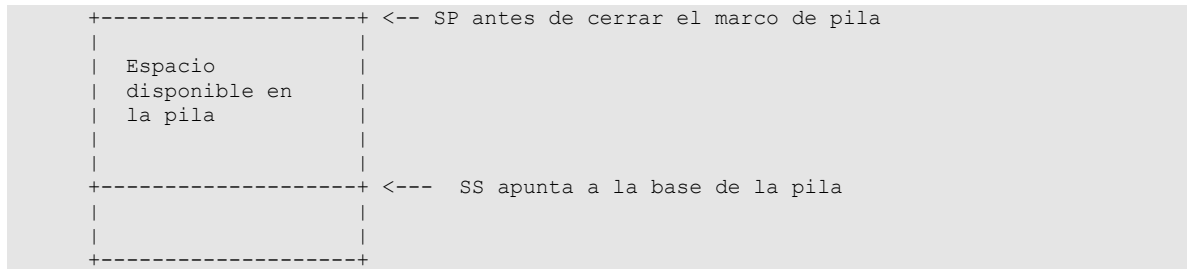 <-- SP antes de cerrar el marco de pila
Espacio
disponible en
la pila
<--- SS apunta a la base de la pila